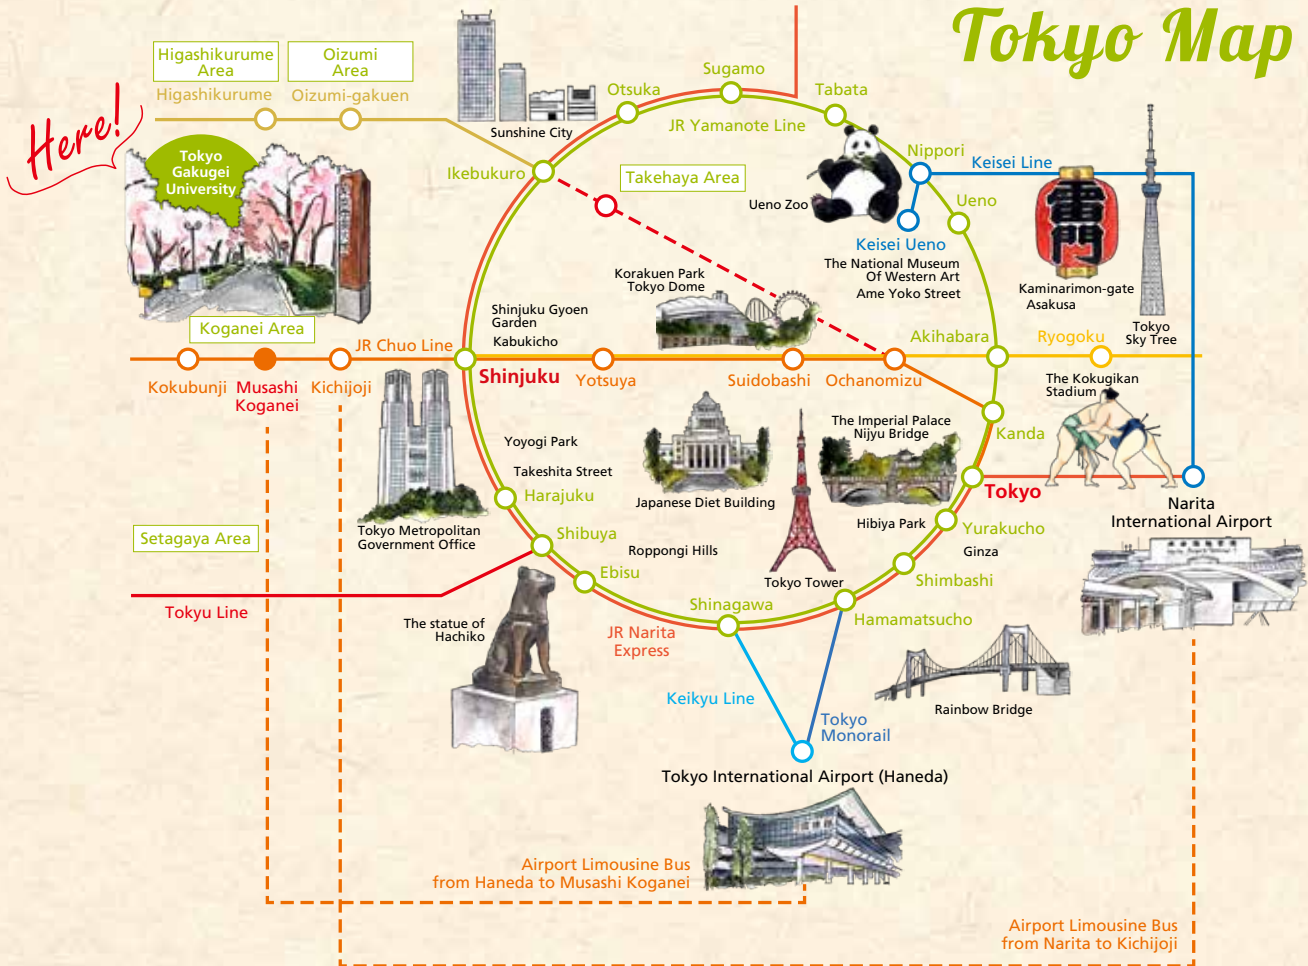 Tokyo Map
Higashikurume
Area
Oizumi
Area
Higashikurume
Oizumi-gakuen
Here!
Tokyo
Gakugei
University
Sunshine City
Otsuka
Sugamo
Tabata
JR Yamanote Line
Ikebukuro
Takehaya Area
Nippori
Keisei Line
Ueno Zoo
Ueno
Keisei Ueno
The National Museum
Of Western Art
Ame Yoko Street
雷門
Kaminarimon-gate
Asakusa
Tokyo
Sky Tree
Korakuen Park
Tokyo Dome
Shinjuku Gyoen
Garden
Kabukicho
Koganei Area
JR Chuo Line
Akihabara
Ryogoku
Kokubunji
Musashi
Koganei
Kichijoji
Shinjuku
Yotsuya
Suidobashi
Ochanomizu
The Kokugikan
Stadium
Kanda
The Imperial Palace
Nijyu Bridge
Yoyogi Park
Takeshita Street
Harajuku
Japanese Diet Building
Tokyo
Narita
International Airport
Tokyo Metropolitan
Government Office
Hibiya Park
Yurakucho
Ginza
Setagaya Area
Shibuya
Roppongi Hills
Ebisu
Tokyo Tower
Shimbashi
Tokyu Line
Shinagawa
Hamamatsucho
The statue of
Hachiko
JR Narita
Express
Keikyu Line
Tokyo
Monorail
Rainbow Bridge
Tokyo International Airport (Haneda)
Airport Limousine Bus
from Haneda to Musashi Koganei
Airport Limousine Bus
from Narita to Kichijoji